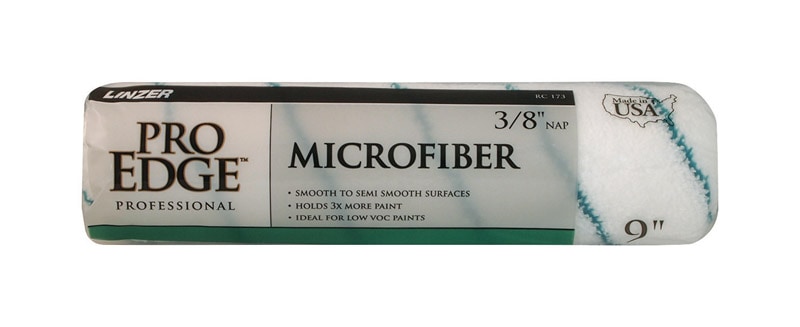 LINZER
RC 173
PRO
EDGE™
PROFESSIONAL
3/8" NAP
MICROFIBER
• SMOOTH TO SEMI SMOOTH SURFACES
• HOLDS 3X MORE PAINT
• IDEAL FOR LOW VOC PAINTS
Made in
USA
9"